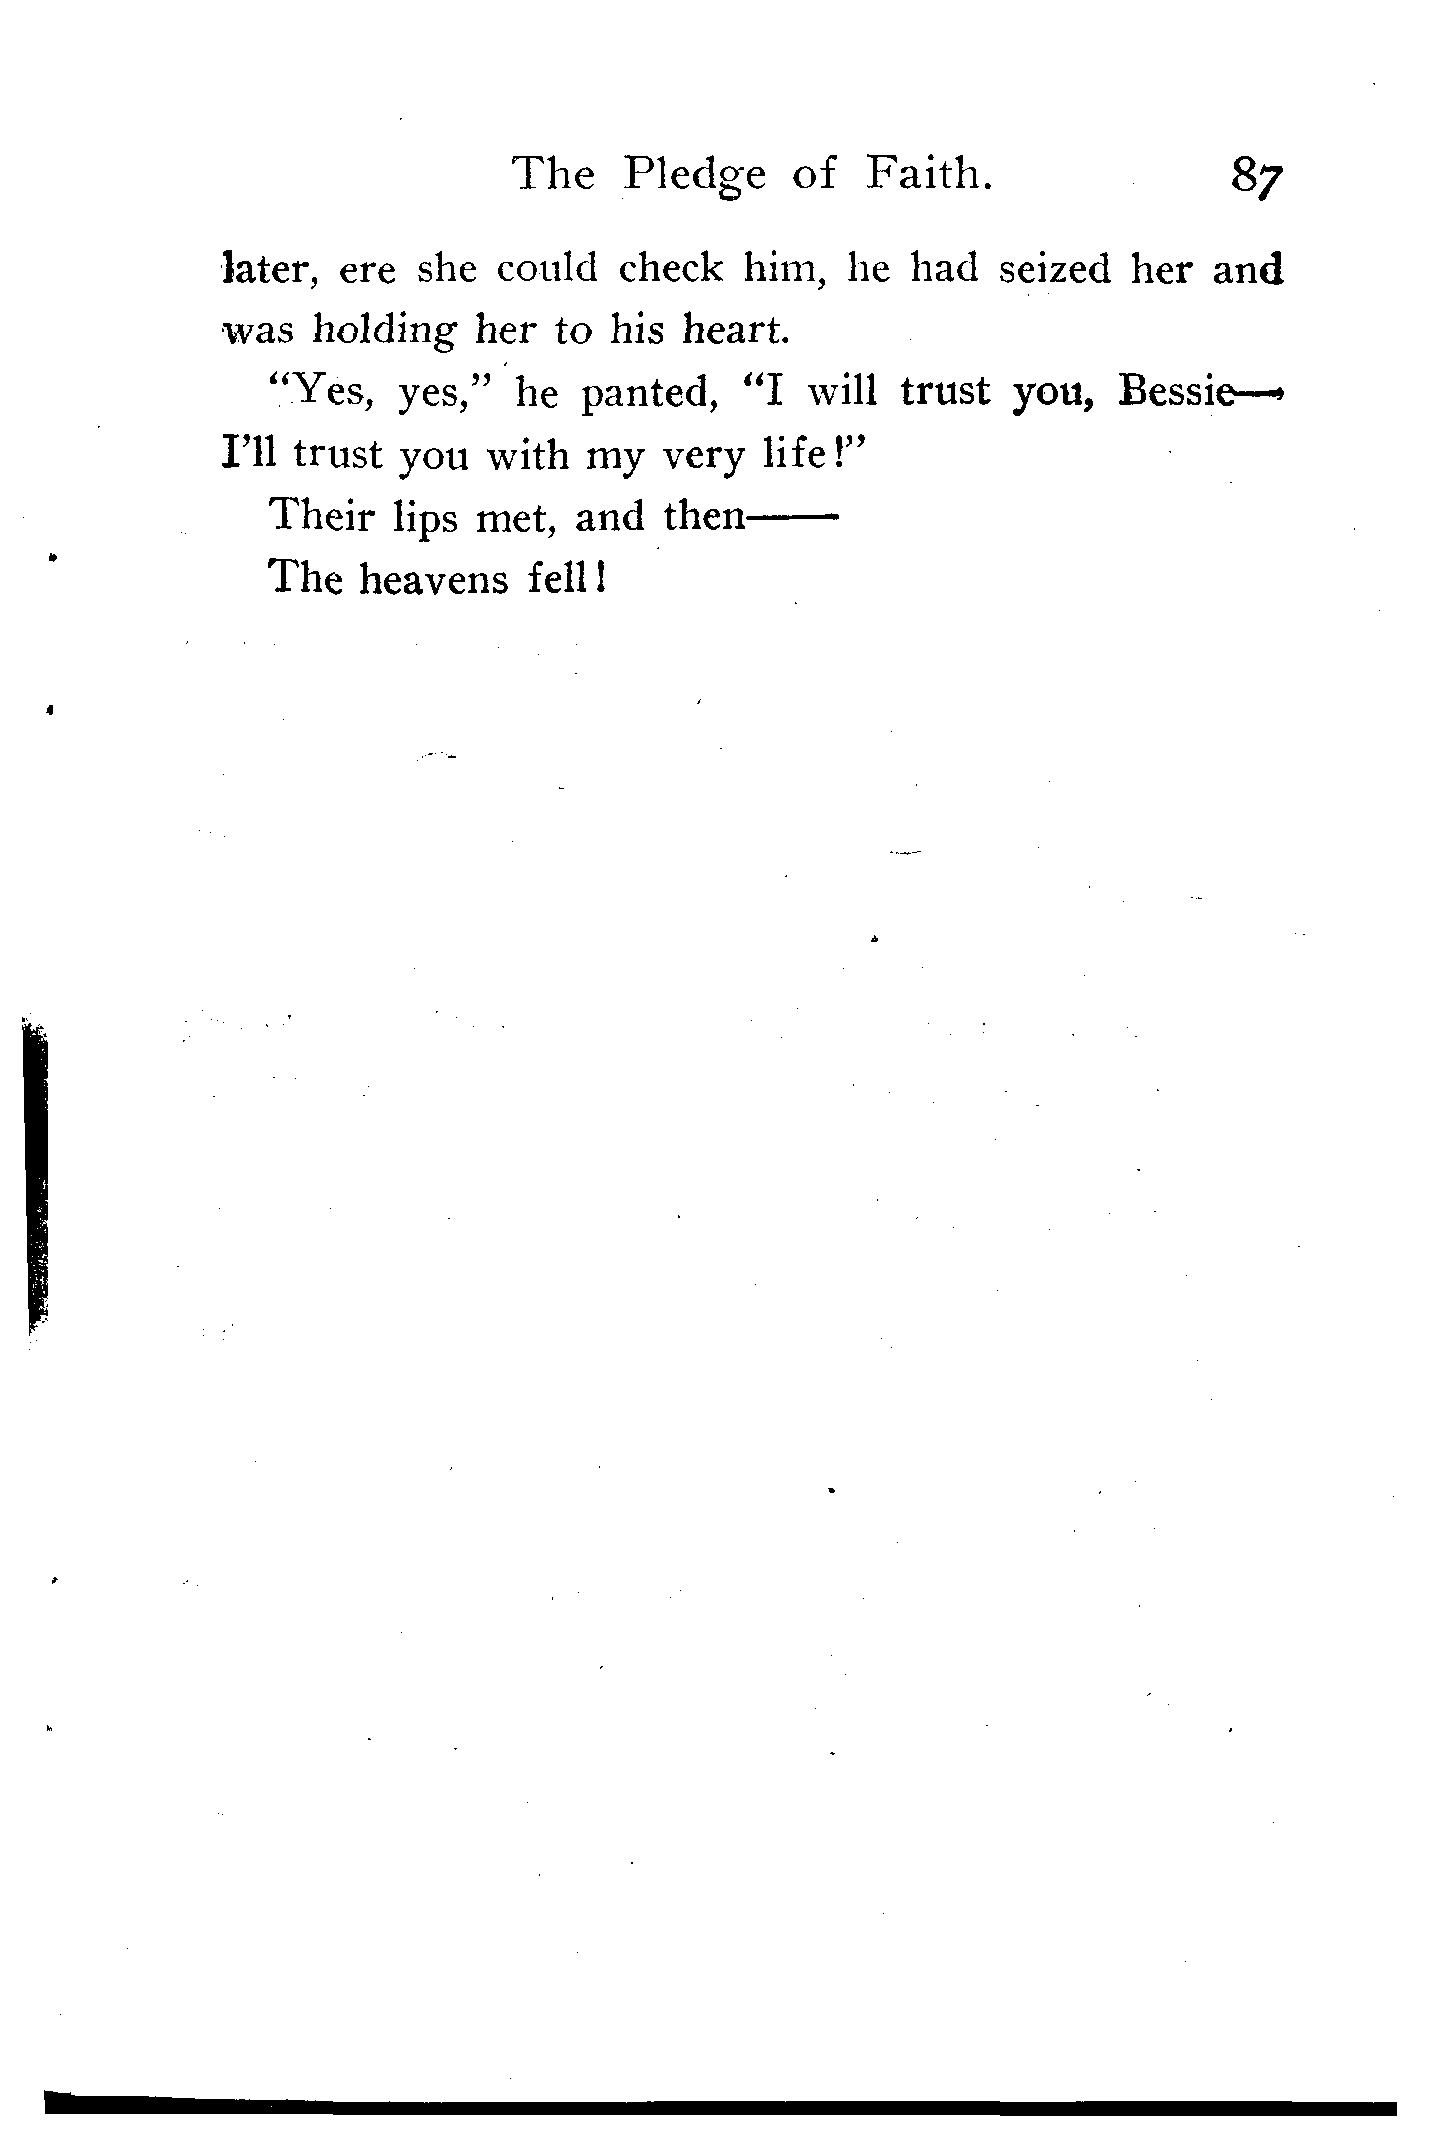 The Pledge of Faith. 87
later, ere she could check him, he had seized her and
was holding her to his heart.
“Yes, yes,” he panted, “I will trust you, Bessie—
I’ll trust you with my very life!”
Their lips met, and then——
The heavens fell!